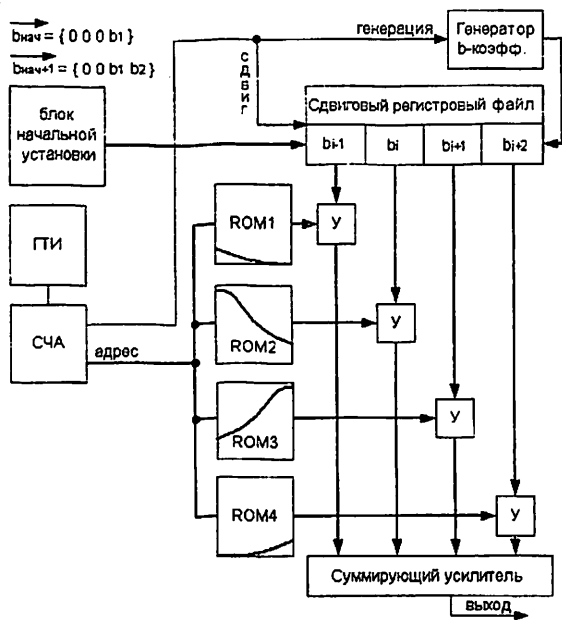 bнач = { 0 0 0 b1 }
bнач+1 = { 0 0 b1 b2 }
генерация
Генератор
b-коэфф.
сдвиг
блок
начальной
установки
Сдвиговый регистровый файл
bi-1
bi
bi+1
bi+2
ROM1
У
ГТИ
ROM2
У
СЧА
адрес
ROM3
У
ROM4
У
Суммирующий усилитель
выход